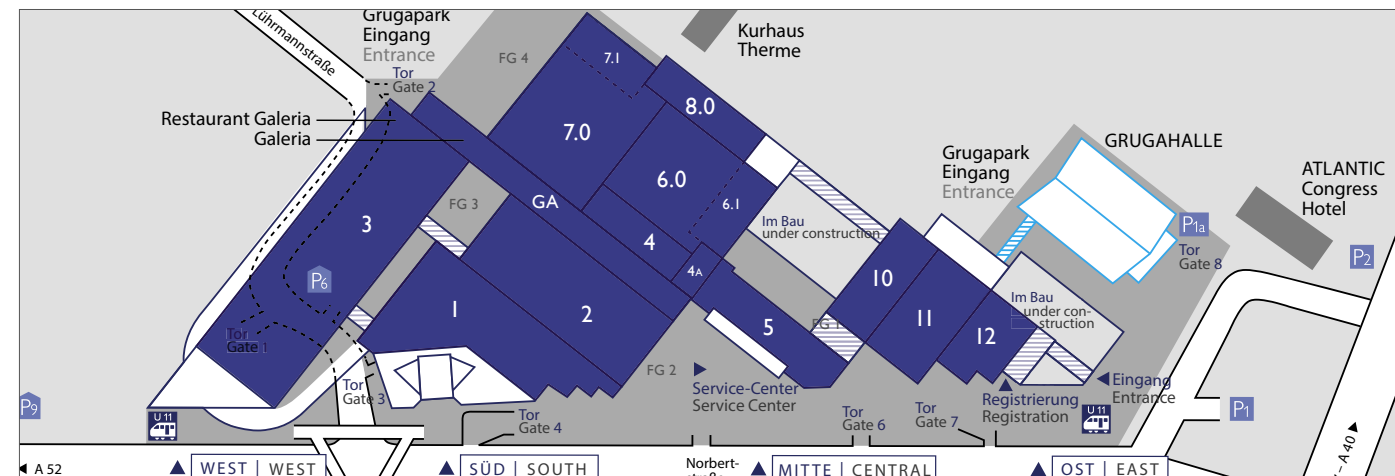 Lührmannstraße
Grugapark
Eingang
Entrance
Tor
Gate 2
Restaurant Galeria
Galeria
FG 4
7.1
7.0
8.0
6.0
6.1
Kurhaus
Therme
GA
FG 3
3
4
4A
P6
Tor
Gate 1
1
2
5
Im Bau
under construction
FG 1
10
11
12
Grugapark
Eingang
Entrance
GRUGAHALLE
P1a
Tor
Gate 8
ATLANTIC
Congress
Hotel
P2
Im Bau
under con-
struction
FG 2
Service-Center
Service Center
Tor
Gate 3
Tor
Gate 4
Tor
Gate 6
Tor
Gate 7
Registrierung
Registration
Eingang
Entrance
U 11
U 11
P1
P9
A 52
WEST | WEST
SÜD | SOUTH
Norbert-
MITTE | CENTRAL
OST | EAST
A 40